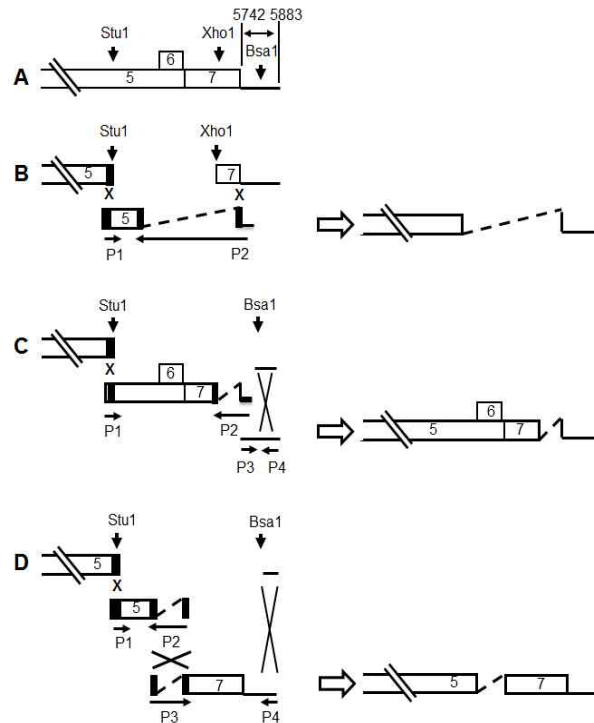 5742 5883
Stu1 Xho1 Bsa1
6
A 5 7
Stu1 Xho1
B 5 7
X X
5
P1 P2
Stu1 Bsa1
C
X 6
7
P1 P2 6
P3 P4 5 7
Stu1 Bsa1
D 5
X
5
P1 P2
7 5 7
P3 P4